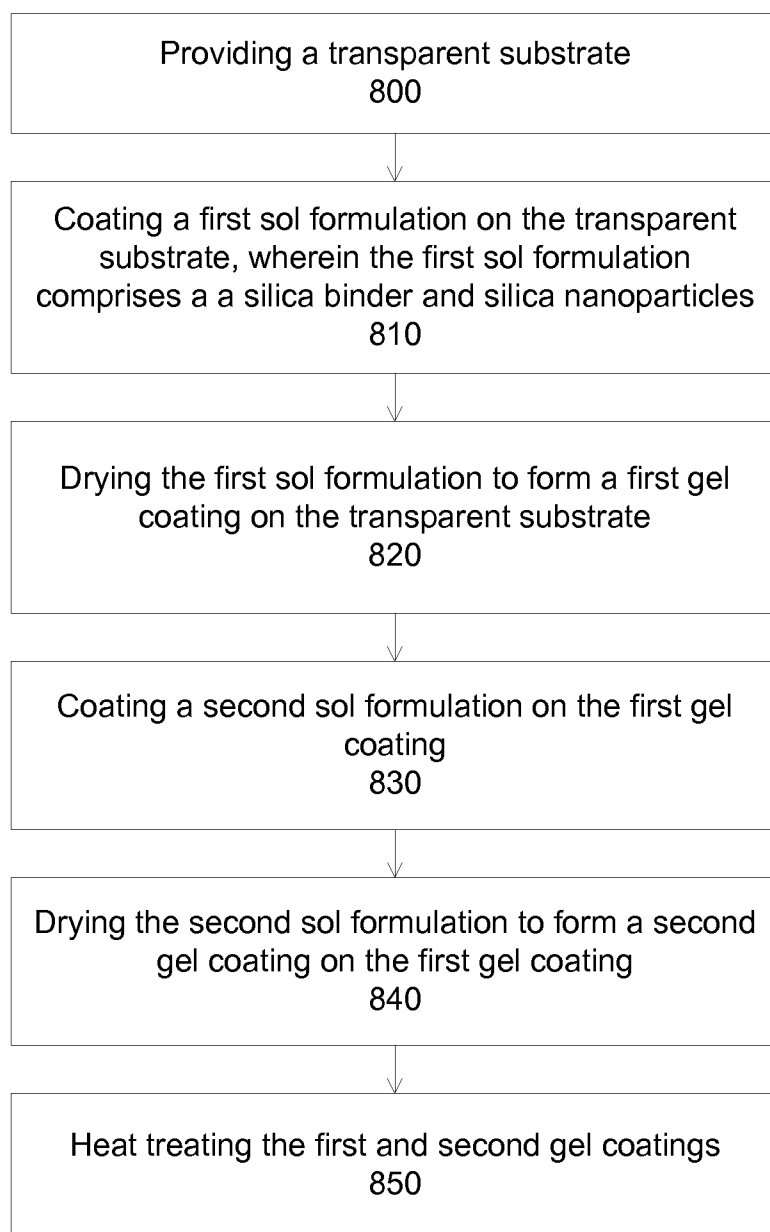 Providing a transparent substrate
800
Coating a first sol formulation on the transparent
substrate, wherein the first sol formulation
comprises a a silica binder and silica nanoparticles
810
Drying the first sol formulation to form a first gel
coating on the transparent substrate
820
Coating a second sol formulation on the first gel
coating
830
Drying the second sol formulation to form a second
gel coating on the first gel coating
840
Heat treating the first and second gel coatings
850